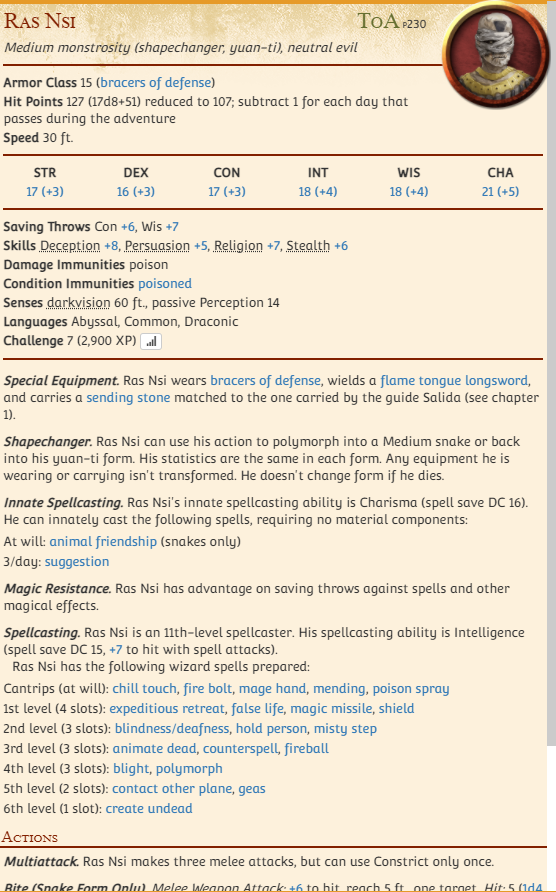 Ras Nsi ToA p230
Medium monstrosity (shapechanger, yuan-ti), neutral evil
Armor Class 15 (bracers of defense)
Hit Points 127 (17d8+51) reduced to 107; subtract 1 for each day that
passes during the adventure
Speed 30 ft.
STR DEX CON INT WIS CHA
17 (+3) 16 (+3) 17 (+3) 18 (+4) 18 (+4) 21 (+5)
Saving Throws Con +6, Wis +7
Skills Deception +8, Persuasion +5, Religion +7, Stealth +6
Damage Immunities poison
Condition Immunities poisoned
Senses darkvision 60 ft., passive Perception 14
Languages Abyssal, Common, Draconic
Challenge 7 (2,900 XP)
Special Equipment. Ras Nsi wears bracers of defense, wields a flame tongue longsword,
and carries a sending stone matched to the one carried by the guide Salida (see chapter
1).
Shapechanger. Ras Nsi can use his action to polymorph into a Medium snake or back
into his yuan-ti form. His statistics are the same in each form. Any equipment he is
wearing or carrying isn't transformed. He doesn't change form if he dies.
Innate Spellcasting. Ras Nsi's innate spellcasting ability is Charisma (spell save DC 16).
He can innately cast the following spells, requiring no material components:
At will: animal friendship (snakes only)
3/day: suggestion
Magic Resistance. Ras Nsi has advantage on saving throws against spells and other
magical effects.
Spellcasting. Ras Nsi is an 11th-level spellcaster. His spellcasting ability is Intelligence
(spell save DC 15, +7 to hit with spell attacks).
Ras Nsi has the following wizard spells prepared:
Cantrips (at will): chill touch, fire bolt, mage hand, mending, poison spray
1st level (4 slots): expeditious retreat, false life, magic missile, shield
2nd level (3 slots): blindness/deafness, hold person, misty step
3rd level (3 slots): animate dead, counterspell, fireball
4th level (3 slots): blight, polymorph
5th level (2 slots): contact other plane, geas
6th level (1 slot): create undead
Actions
Multiattack. Ras Nsi makes three melee attacks, but can use Constrict only once.
Bite (Snake Form Only). Melee Weapon Attack: +6 to hit, reach 5 ft., one target. Hit: 5 (1d4